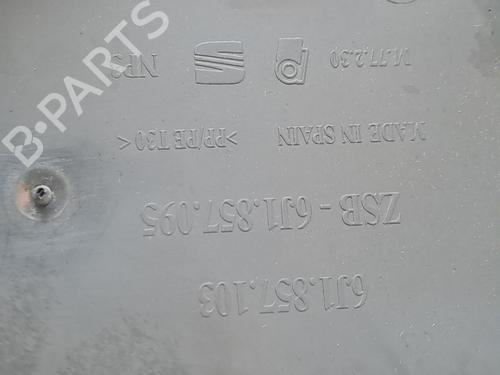 6J1.857.103
ZSB - 6J1.857.095
MADE IN SPAIN >PP/PE T30<
B-PARTS